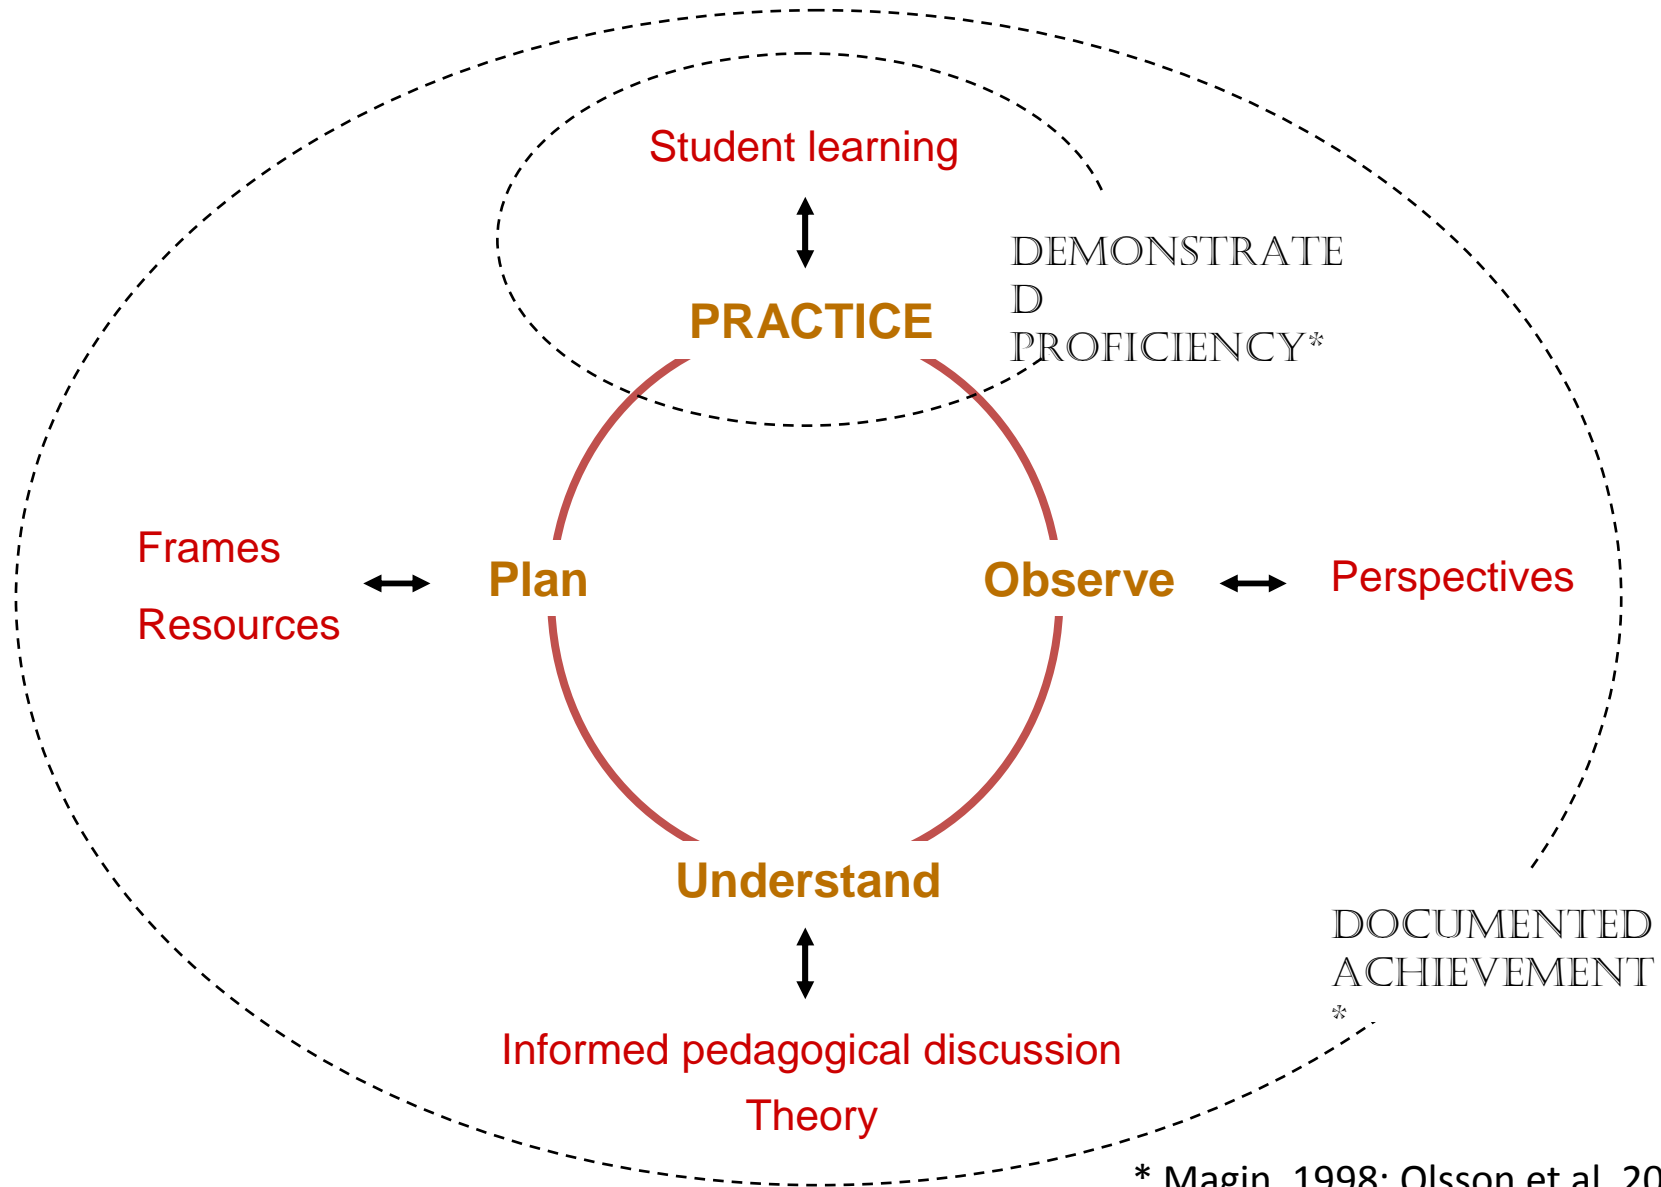 Student learning
DEMONSTRATE
D
PROFICIENCY*
PRACTICE
Frames
Resources
Plan
Observe
Perspectives
Understand
DOCUMENTED
ACHIEVEMENT
*
Informed pedagogical discussion
Theory
* Magin, 1998; Olsson et al. 20